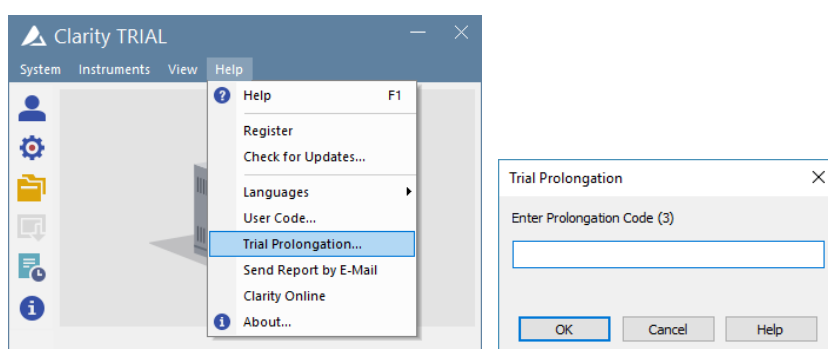 Clarity TRIAL
System Instruments View Help
Help F1
Register
Check for Updates...
Languages
User Code...
Trial Prolongation...
Send Report by E-Mail
Clarity Online
About...
Trial Prolongation
Enter Prolongation Code (3)
OK Cancel Help